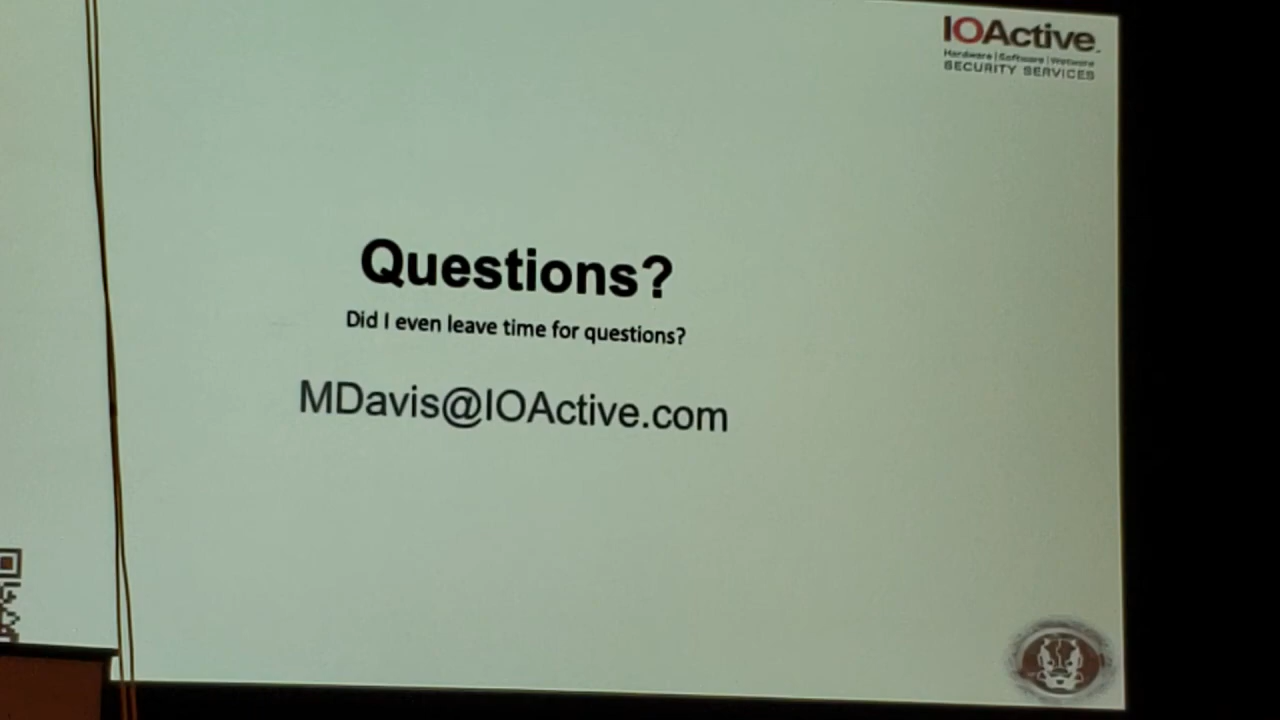 IOActive.
Hardware | Software | Wetware
SECURITY SERVICES
Questions?
Did I even leave time for questions?
MDavis@IOActive.com